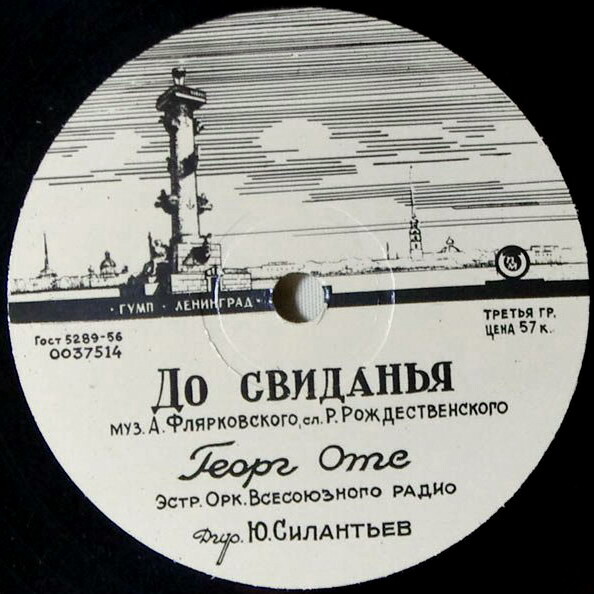 ПМ
· ГУМП · ЛЕНИНГРАД ·
Гост 5289-56
0037514
ТРЕТЬЯ ГР.
ЦЕНА 57 к.
До СВИДАНЬЯ
муз. А. Флярковского, сл. Р. Рождественского
Георг Отс
Эстр. Орк. Всесоюзного радио
Дир. Ю. Силантьев